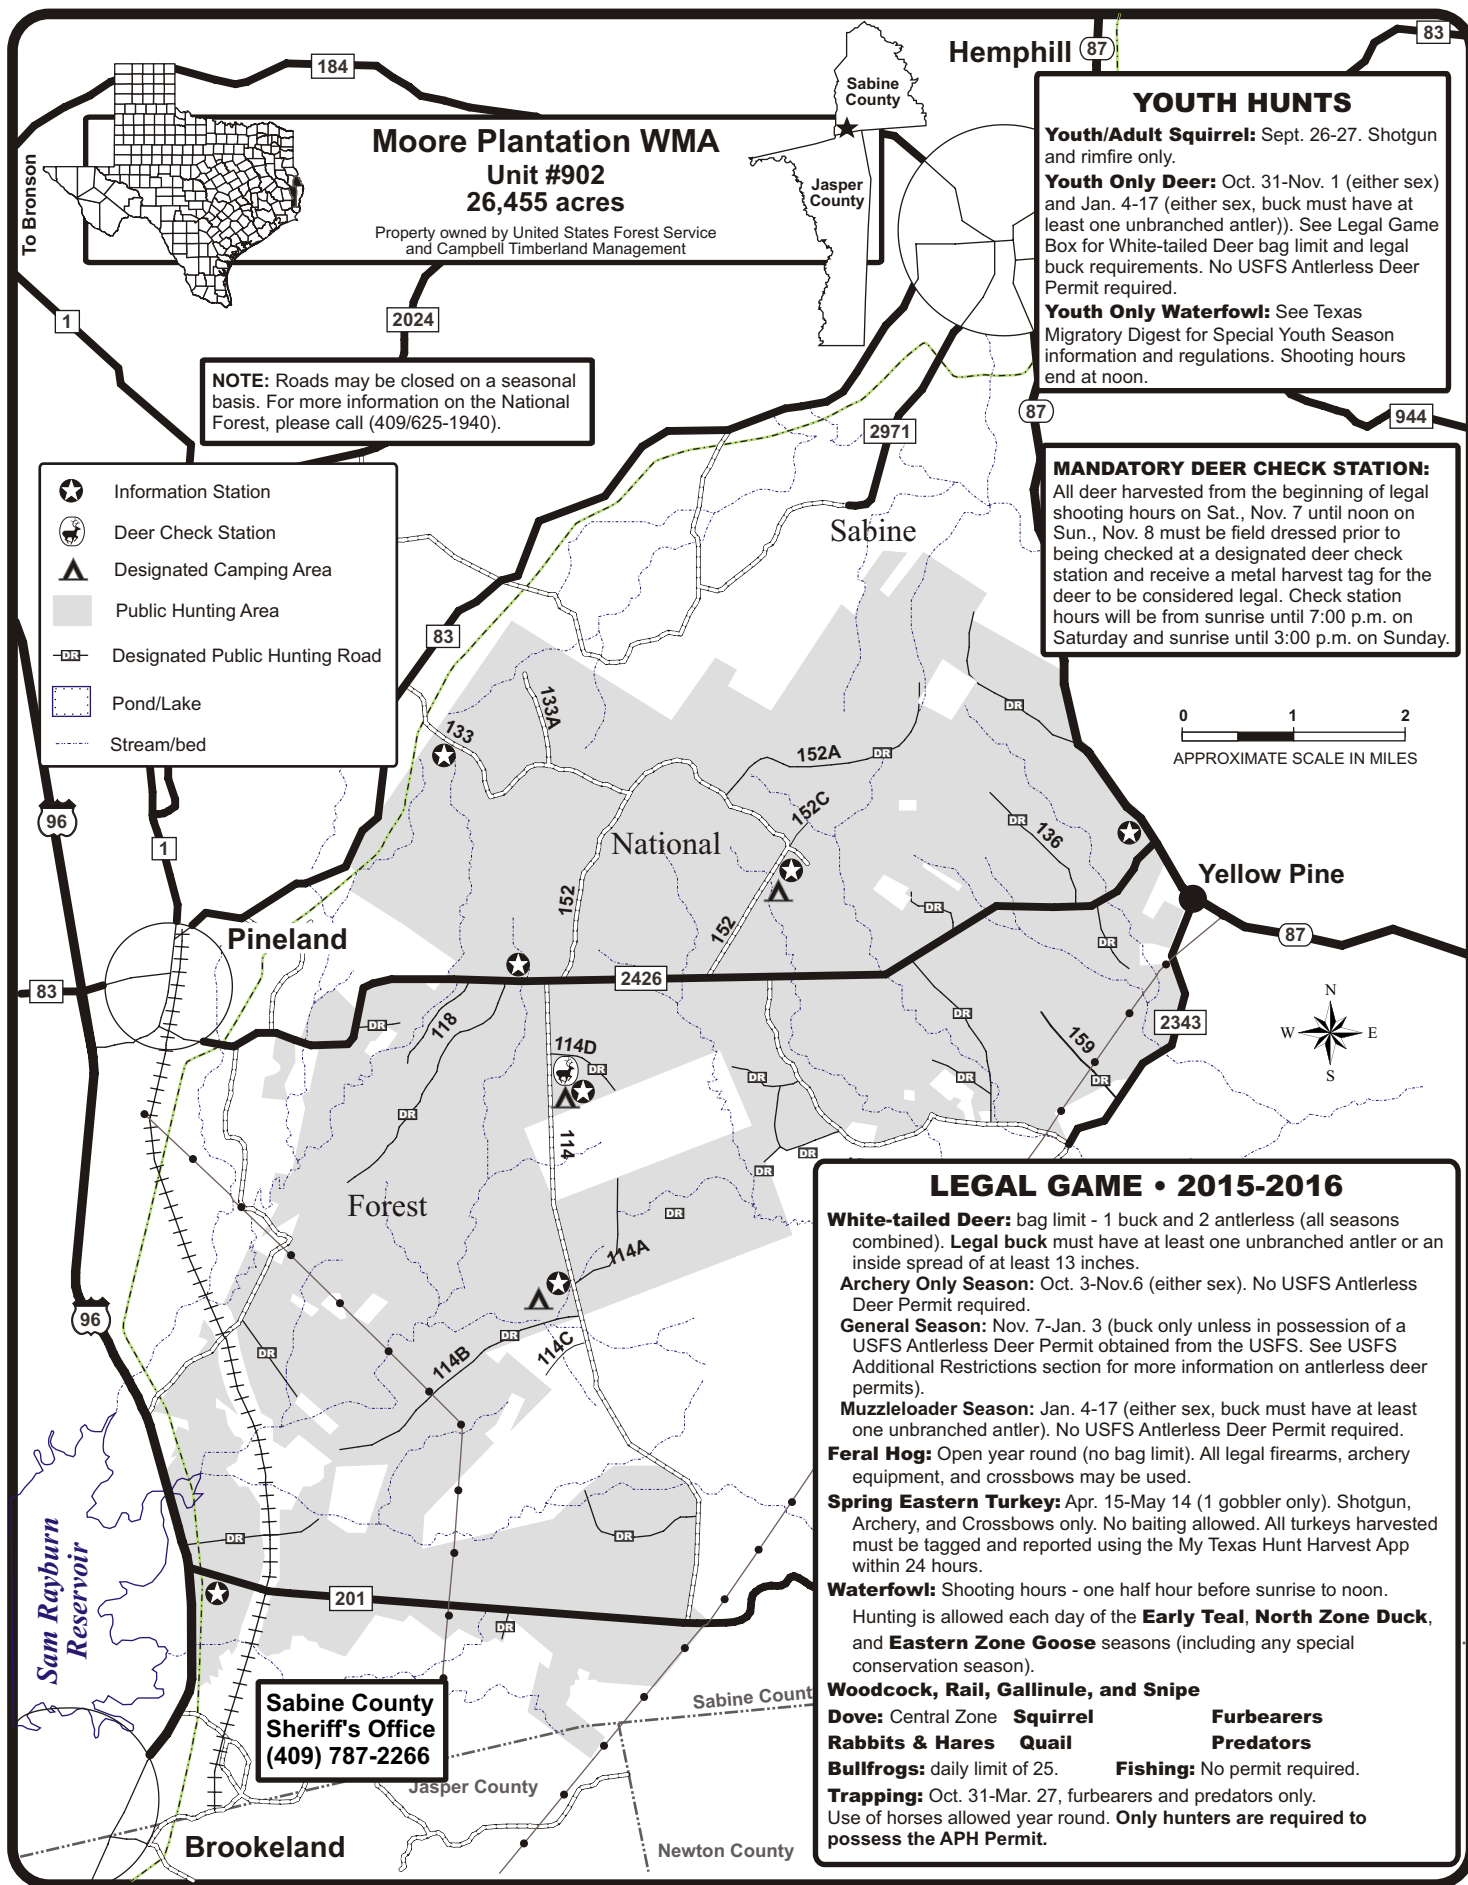 Hemphill
87
83
184
Sabine
County
Jasper
County
To Bronson
Moore Plantation WMA
Unit #902
26,455 acres
Property owned by United States Forest Service
and Campbell Timberland Management
YOUTH HUNTS
Youth/Adult Squirrel: Sept. 26-27. Shotgun
and rimfire only.
Youth Only Deer: Oct. 31-Nov. 1 (either sex)
and Jan. 4-17 (either sex, buck must have at
least one unbranched antler)). See Legal Game
Box for White-tailed Deer bag limit and legal
buck requirements. No USFS Antlerless Deer
Permit required.
Youth Only Waterfowl: See Texas
Migratory Digest for Special Youth Season
information and regulations. Shooting hours
end at noon.
1
2024
NOTE: Roads may be closed on a seasonal
basis. For more information on the National
Forest, please call (409/625-1940).
87
944
2971
MANDATORY DEER CHECK STATION:
All deer harvested from the beginning of legal
shooting hours on Sat., Nov. 7 until noon on
Sun., Nov. 8 must be field dressed prior to
being checked at a designated deer check
station and receive a metal harvest tag for the
deer to be considered legal. Check station
hours will be from sunrise until 7:00 p.m. on
Saturday and sunrise until 3:00 p.m. on Sunday.
Information Station
Deer Check Station
Designated Camping Area
Public Hunting Area
DR
Designated Public Hunting Road
Pond/Lake
Stream/bed
Sabine
83
0 1 2
APPROXIMATE SCALE IN MILES
133A
133
DR
152A
DR
152C
DR
136
96
1
National
Yellow Pine
152
152
DR
DR
87
Pineland
83
2426
DR
118
DR
2343
159
N
W E
S
114D
DR
DR
DR
DR
DR
114
DR
DR
Forest
DR
114A
96
DR
DR
114B
114C
DR
DR
201
DR
Sam Rayburn
Reservoir
Sabine County
Sheriff's Office
(409) 787-2266
Sabine Count
Jasper County
Newton County
Brookeland
LEGAL GAME • 2015-2016
White-tailed Deer: bag limit - 1 buck and 2 antlerless (all seasons
combined). Legal buck must have at least one unbranched antler or an
inside spread of at least 13 inches.
Archery Only Season: Oct. 3-Nov.6 (either sex). No USFS Antlerless
Deer Permit required.
General Season: Nov. 7-Jan. 3 (buck only unless in possession of a
USFS Antlerless Deer Permit obtained from the USFS. See USFS
Additional Restrictions section for more information on antlerless deer
permits).
Muzzleloader Season: Jan. 4-17 (either sex, buck must have at least
one unbranched antler). No USFS Antlerless Deer Permit required.
Feral Hog: Open year round (no bag limit). All legal firearms, archery
equipment, and crossbows may be used.
Spring Eastern Turkey: Apr. 15-May 14 (1 gobbler only). Shotgun,
Archery, and Crossbows only. No baiting allowed. All turkeys harvested
must be tagged and reported using the My Texas Hunt Harvest App
within 24 hours.
Waterfowl: Shooting hours - one half hour before sunrise to noon.
Hunting is allowed each day of the Early Teal, North Zone Duck,
and Eastern Zone Goose seasons (including any special
conservation season).
Woodcock, Rail, Gallinule, and Snipe
Dove: Central Zone Squirrel Furbearers
Rabbits & Hares Quail Predators
Bullfrogs: daily limit of 25. Fishing: No permit required.
Trapping: Oct. 31-Mar. 27, furbearers and predators only.
Use of horses allowed year round. Only hunters are required to
possess the APH Permit.